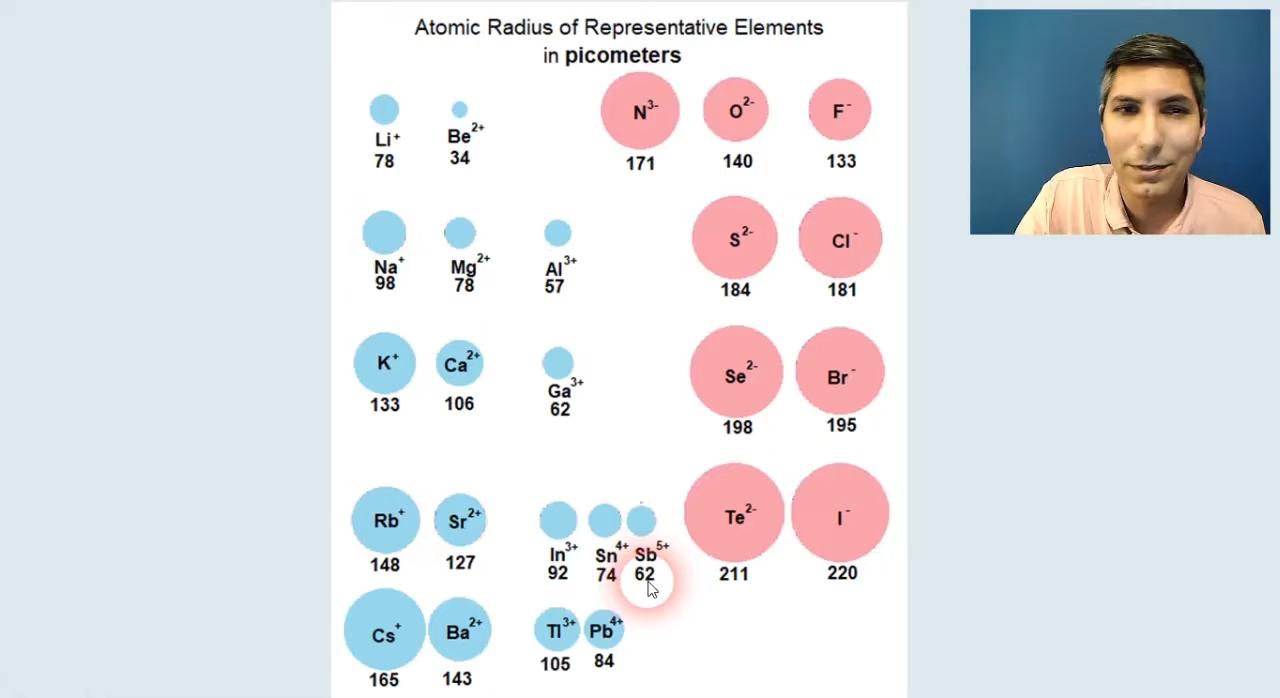 Atomic Radius of Representative Elements
in picometers
Li⁺ Be²⁺ N³⁻ O²⁻ F⁻
78 34 171 140 133
Na⁺ Mg²⁺ Al³⁺ S²⁻ Cl⁻
98 78 57 184 181
K⁺ Ca²⁺ Ga³⁺ Se²⁻ Br⁻
133 106 62 198 195
Rb⁺ Sr²⁺ In³⁺ Sn⁴⁺ Sb⁵⁺ Te²⁻ I⁻
148 127 92 74 62 211 220
Cs⁺ Ba²⁺ Tl³⁺ Pb⁴⁺
165 143 105 84